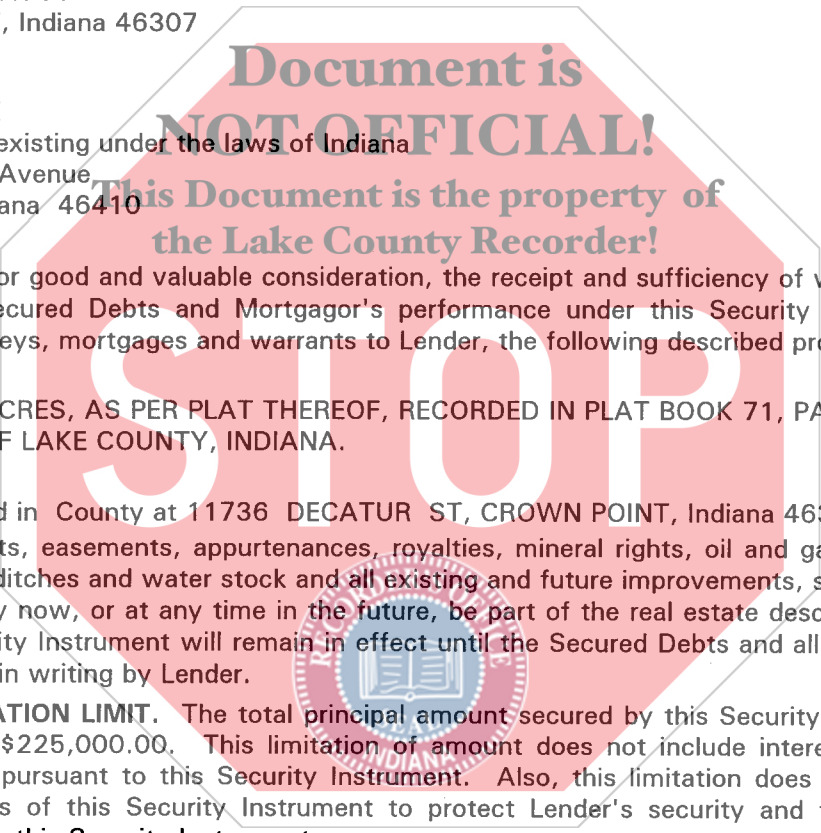 , Indiana 46307
Document is
NOT OFFICIAL!
existing under the laws of Indiana
Avenue
This Document is the property of
ana 46410
the Lake County Recorder!
or good and valuable consideration, the receipt and sufficiency of
ecured Debts and Mortgagor's performance under this Security
eys, mortgages and warrants to Lender, the following described pro
STOP
CRES, AS PER PLAT THEREOF, RECORDED IN PLAT BOOK 71, PA
F LAKE COUNTY, INDIANA.
d in County at 11736 DECATUR ST, CROWN POINT, Indiana 463
ts, easements, appurtenances, royalties, mineral rights, oil and ga
ditches and water stock and all existing and future improvements, s
y now, or at any time in the future, be part of the real estate desc
ity Instrument will remain in effect until the Secured Debts and all
in writing by Lender.
ATION LIMIT. The total principal amount secured by this Security
$225,000.00. This limitation of amount does not include intere
pursuant to this Security Instrument. Also, this limitation does
s of this Security Instrument to protect Lender's security and
this Security Instrument
SEAL
INDIANA